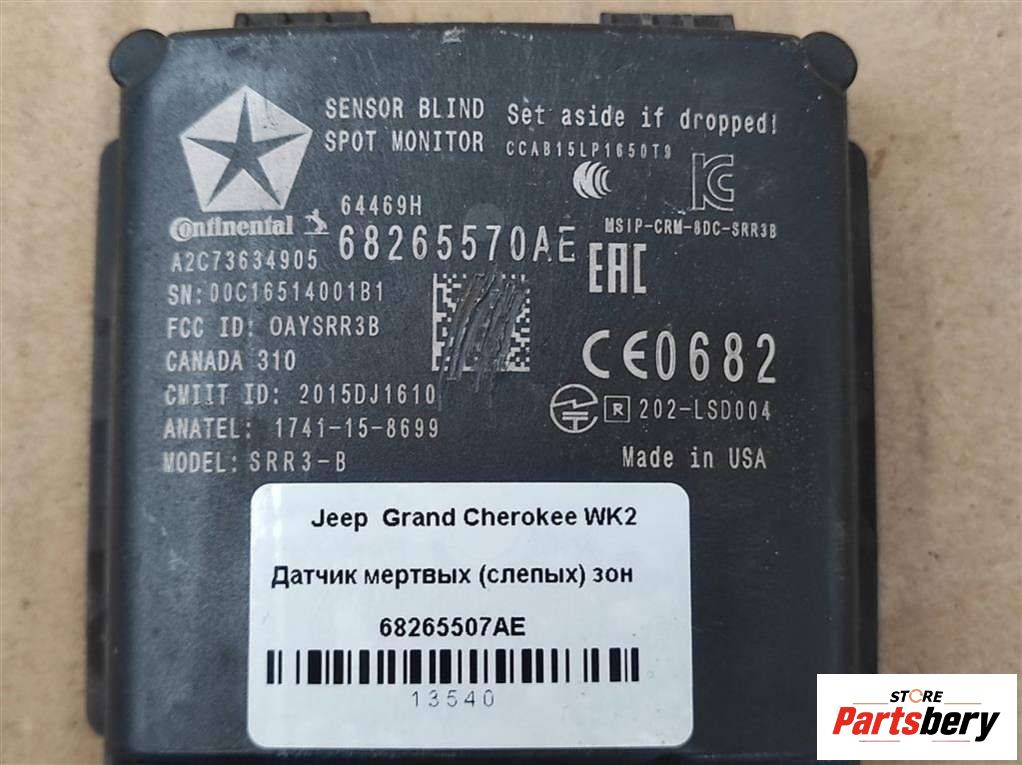 SENSOR BLIND
SPOT MONITOR
Set aside if dropped!
CCAB15LP1650T9
Continental
64469H
68265570AE
MSIP-CRM-8DC-SRR3B
EAC
A2C73634905
SN:00C16514001B1
FCC ID: OAYSRR3B
CANADA 310
CE0682
CMIIT ID: 2015DJ1610
R 202-LSD004
ANATEL: 1741-15-8699
MODEL: SRR3-B
Made in USA
Jeep Grand Cherokee WK2
Датчик мертвых (слепых) зон
68265507AE
13540
STORE
Partsbery